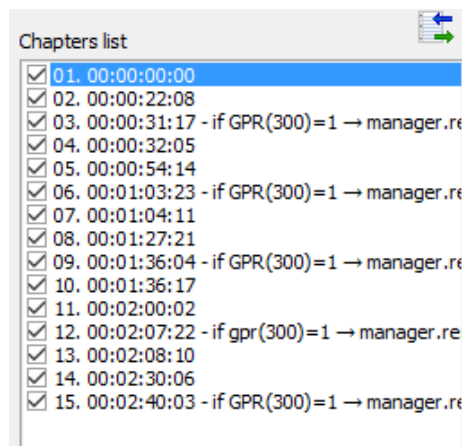 Chapters list
01. 00:00:00:00
02. 00:00:22:08
03. 00:00:31:17 - if GPR(300)=1 → manager.re
04. 00:00:32:05
05. 00:00:54:14
06. 00:01:03:23 - if GPR(300)=1 → manager.re
07. 00:01:04:11
08. 00:01:27:21
09. 00:01:36:04 - if GPR(300)=1 → manager.re
10. 00:01:36:17
11. 00:02:00:02
12. 00:02:07:22 - if gpr(300)=1 → manager.re
13. 00:02:08:10
14. 00:02:30:06
15. 00:02:40:03 - if GPR(300)=1 → manager.re